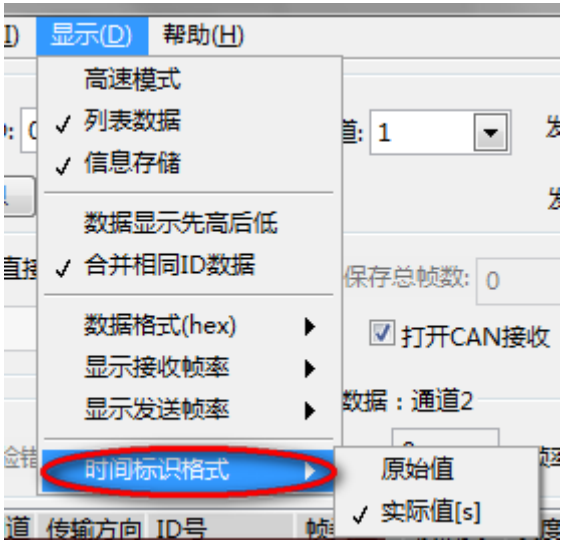 显示(D) 帮助(H)
高速模式
✓ 列表数据
道: 1
✓ 信息存储
数据显示先高后低
✓ 合并相同ID数据
保存总帧数: 0
数据格式(hex)
打开CAN接收
显示接收帧率
显示发送帧率
数据：通道2
时间标识格式
原始值
✓ 实际值[s]
道 传输方向 ID号